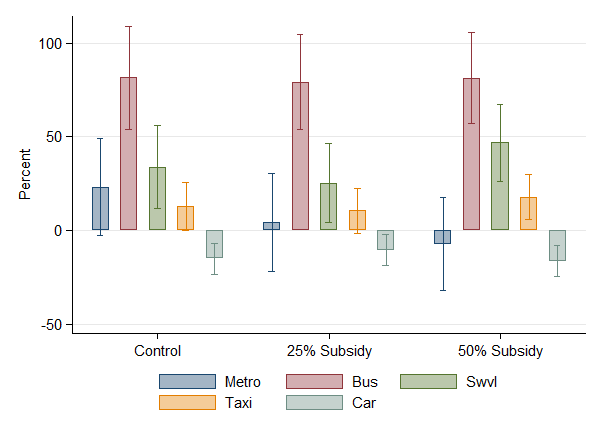 100
50
0
-50
Percent
Control 25% Subsidy 50% Subsidy
Metro Bus Swvl
Taxi Car